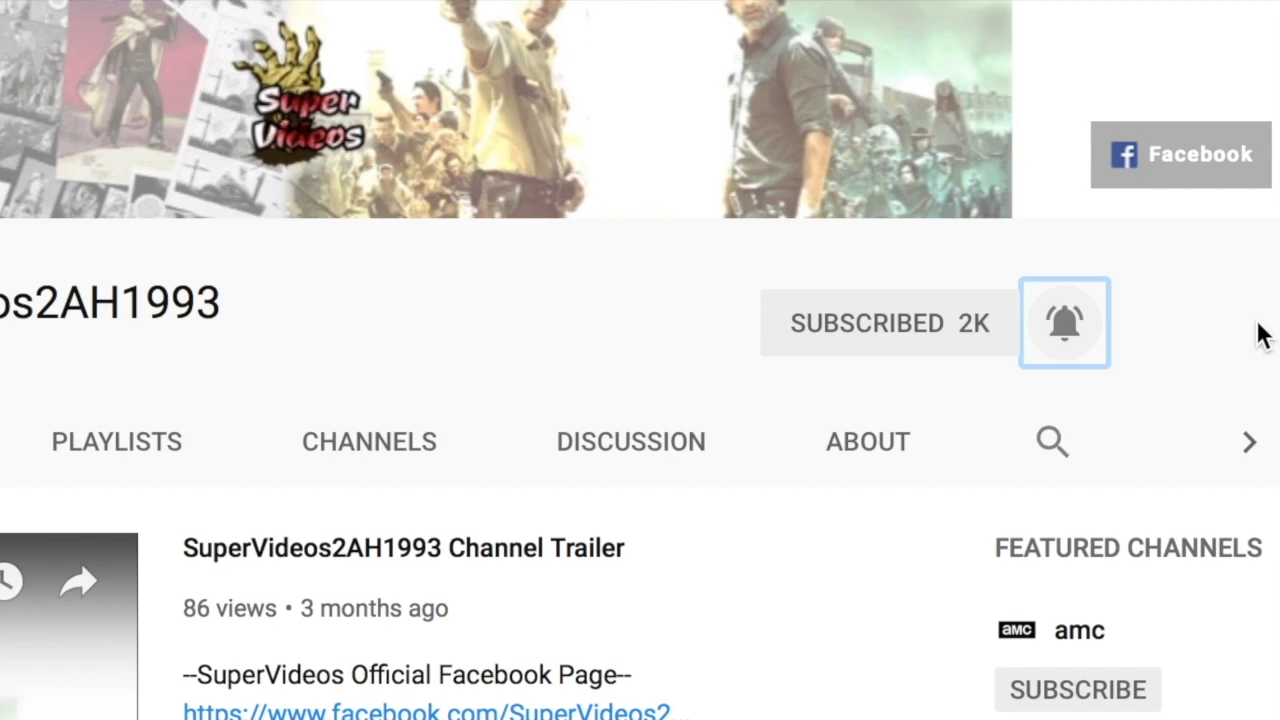 Super
Videos
Facebook
os2AH1993
SUBSCRIBED 2K
PLAYLISTS CHANNELS DISCUSSION ABOUT
SuperVideos2AH1993 Channel Trailer
FEATURED CHANNELS
86 views • 3 months ago
aMC amc
--SuperVideos Official Facebook Page--
SUBSCRIBE
https://www.facebook.com/SuperVideos2...